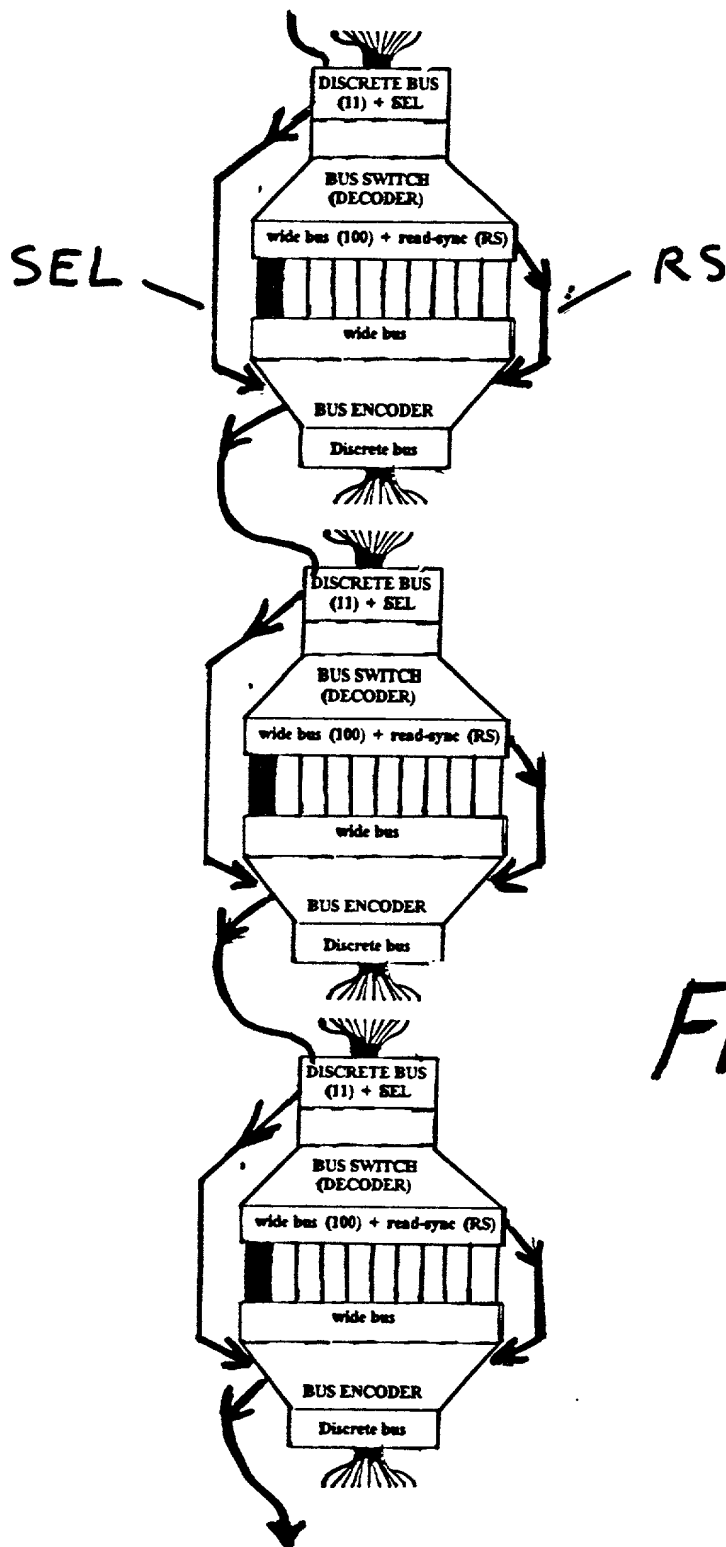 DISCRETE BUS
(11) + SEL
BUS SWITCH
(DECODER)
wide bus (100) + read-sync (RS)
SEL
RS
wide bus
BUS ENCODER
Discrete bus
DISCRETE BUS
(11) + SEL
BUS SWITCH
(DECODER)
wide bus (100) + read-sync (RS)
wide bus
BUS ENCODER
Discrete bus
DISCRETE BUS
(11) + SEL
BUS SWITCH
(DECODER)
wide bus (100) + read-sync (RS)
wide bus
BUS ENCODER
Discrete bus